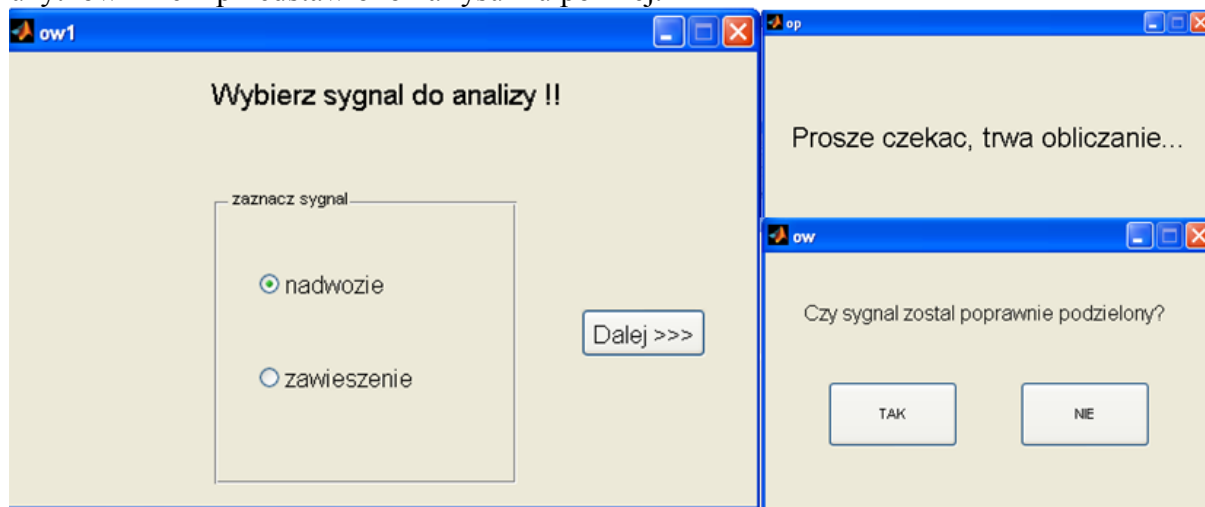 ow1
Wybierz sygnal do analizy !!
zaznacz sygnal
nadwozie
zawieszenie
Dalej >>>
op
Prosze czekac, trwa obliczanie...
ow
Czy sygnal zostal poprawnie podzielony?
TAK
NIE